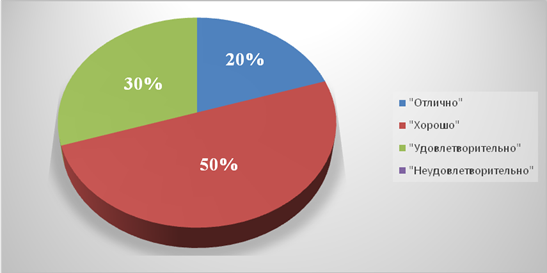 20%
30%
50%
"Отлично"
"Хорошо"
"Удовлетворительно"
"Неудовлетворительно"